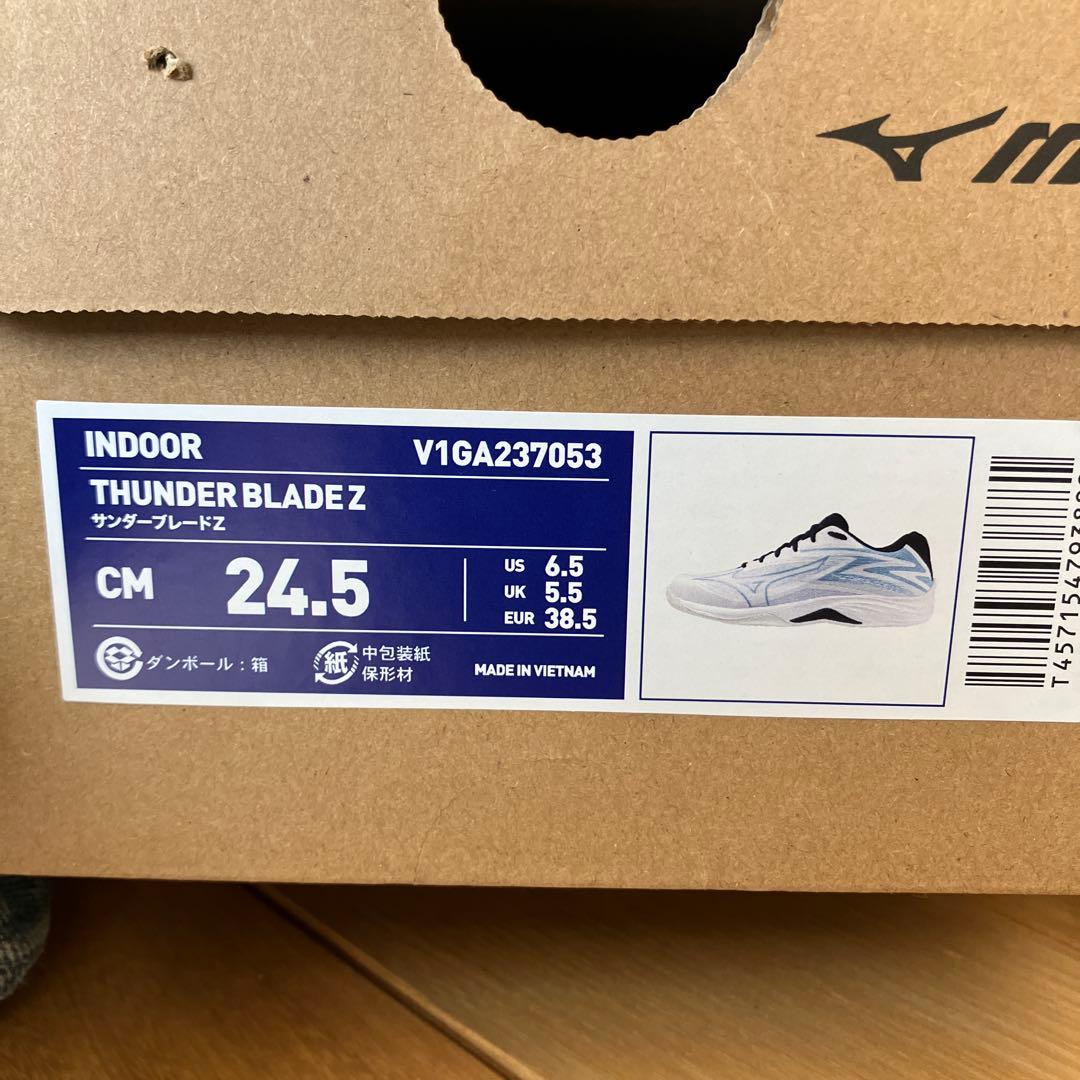 INDOOR
V1GA237053
THUNDER BLADE Z
サンダーブレードZ
CM 24.5
US 6.5
UK 5.5
EUR 38.5
ダンボール：箱
紙 中包装紙
保形材
MADE IN VIETNAM